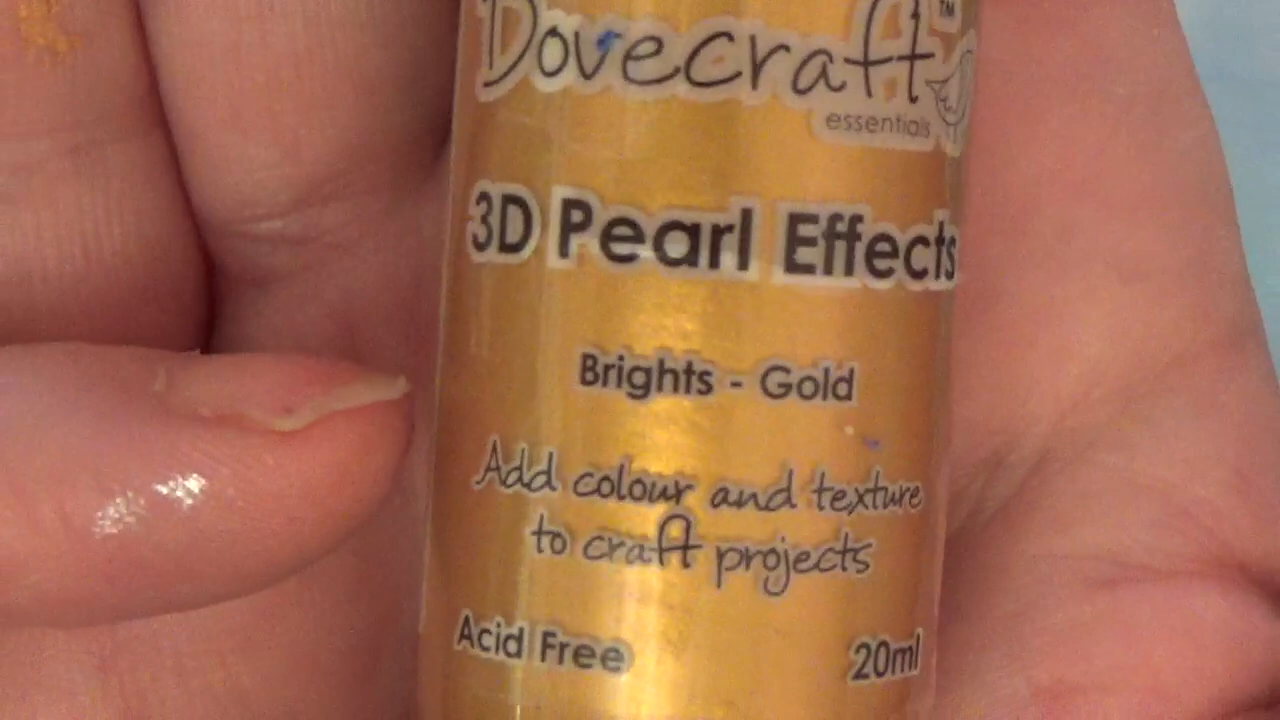 Dovecraft™
essentials
3D Pearl Effects
Brights - Gold
Add colour and texture
to craft projects
Acid Free 20ml